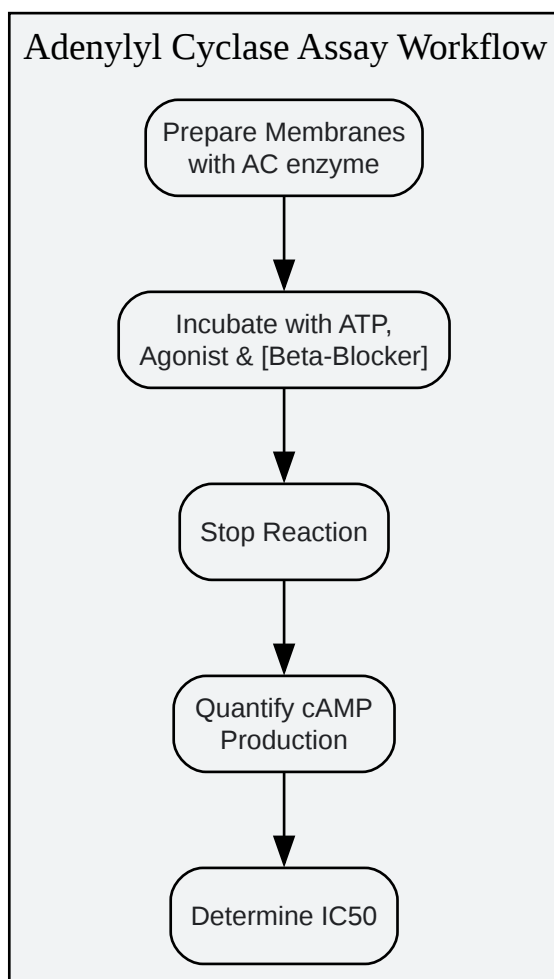 Adenylyl Cyclase Assay Workflow
Prepare Membranes
with AC enzyme
Incubate with ATP,
Agonist & [Beta-Blocker]
Stop Reaction
Quantify cAMP
Production
Determine IC50